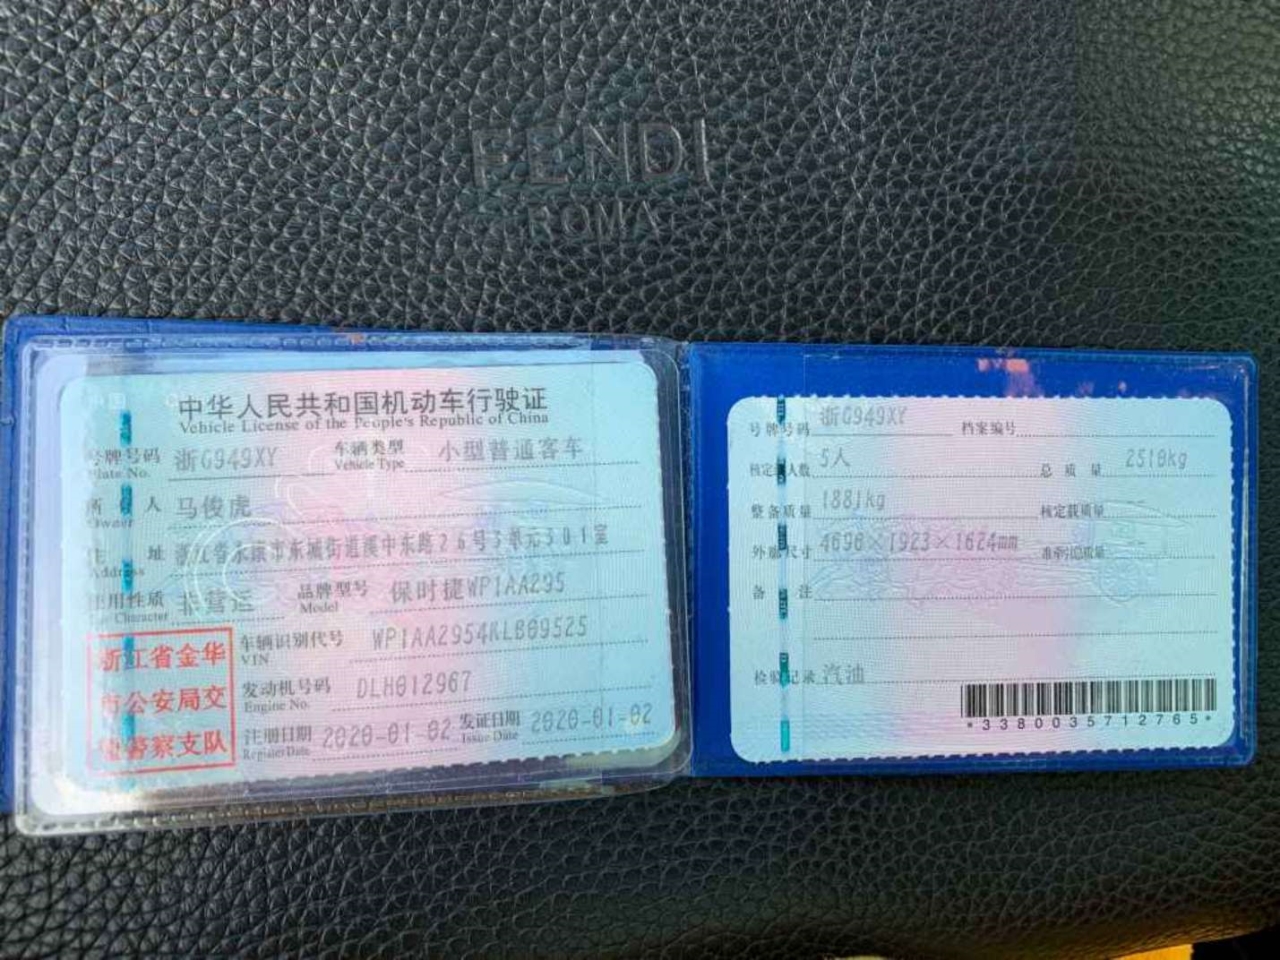 FENDI
ROMA
中华人民共和国机动车行驶证
Vehicle License of the People's Republic of China
号牌号码 浙G949XY 车辆类型 小型普通客车
Plate No. Vehicle Type
所 人 马俊虎
Owner
住 址 浙江省永康市东城街道溪中东路26号3单元301室
Address
使用性质 非营运 品牌型号 保时捷WP1AA295
Use Character Model
车辆识别代号 WP1AA2954KLB09525
VIN
发动机号码 DLH012967
Engine No.
注册日期 2020-01-02 发证日期 2020-01-02
Register Date Issue Date
浙江省金华
市公安局交
通警察支队
号牌号码 浙G949XY 档案编号
核定人数 5人 总质量 2510kg
整备质量 1881kg 核定载质量 --
外廓尺寸 4696×1923×1624mm 准牵引总质量 --
备 注
检验记录 汽油
*3380035712765*